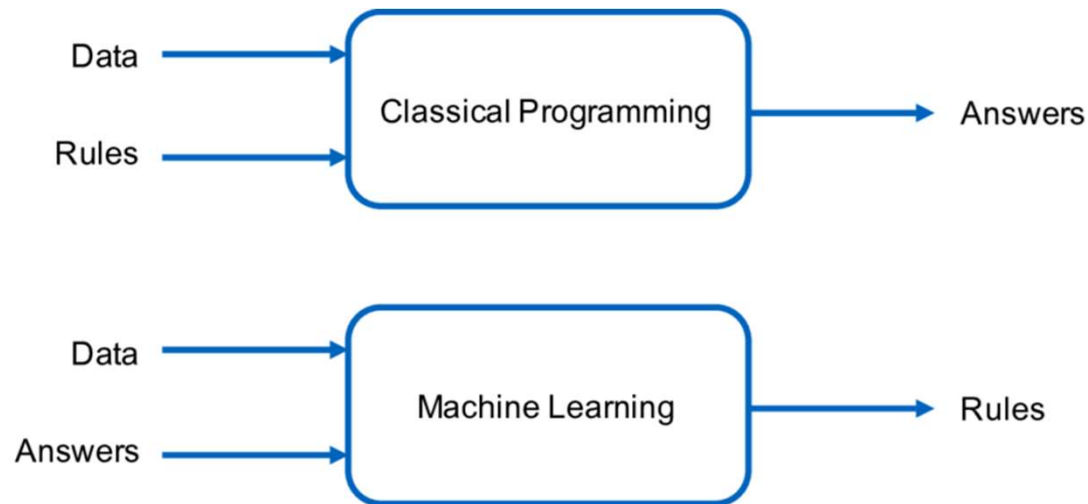 Data
Rules
Classical Programming
Answers
Data
Answers
Machine Learning
Rules